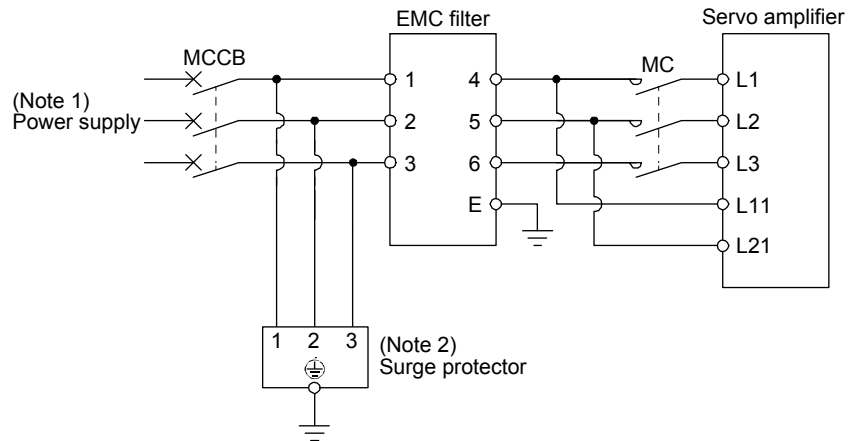 EMC filter
Servo amplifier
MCCB
MC
(Note 1)
Power supply
1
2
3
4
5
6
E
L1
L2
L3
L11
L21
1 2 3
(Note 2)
Surge protector